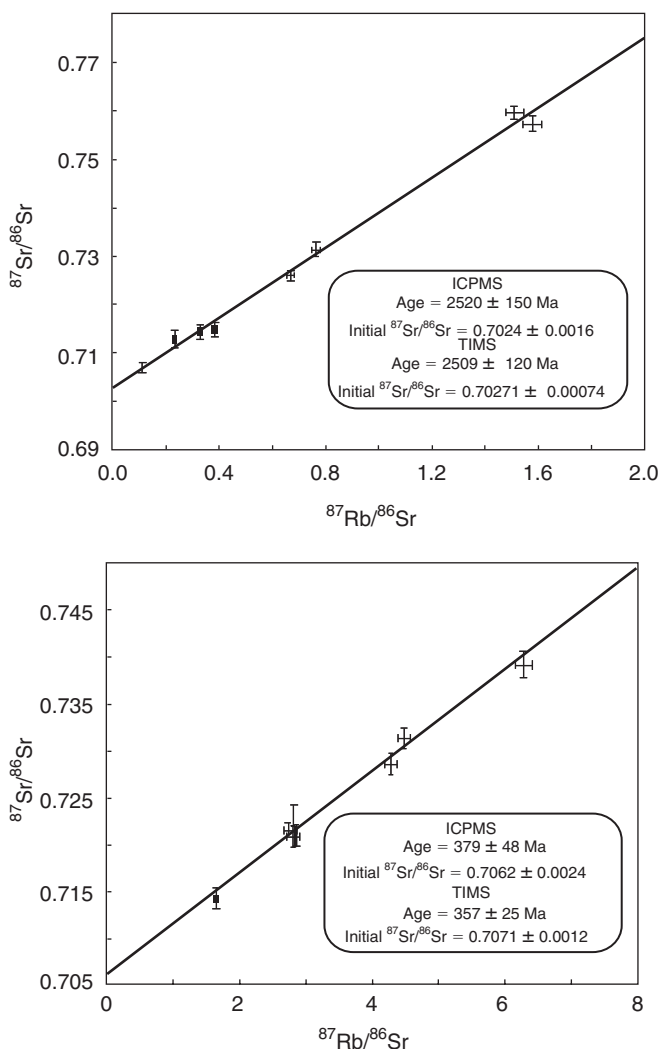 0.77
0.75
0.73
0.71
0.69
⁸⁷Sr/⁸⁶Sr
ICPMS
Age = 2520 ± 150 Ma
Initial ⁸⁷Sr/⁸⁶Sr = 0.7024 ± 0.0016
TIMS
Age = 2509 ± 120 Ma
Initial ⁸⁷Sr/⁸⁶Sr = 0.70271 ± 0.00074
0.0 0.4 0.8 1.2 1.6 2.0
⁸⁷Rb/⁸⁶Sr
0.745
0.735
0.725
0.715
0.705
⁸⁷Sr/⁸⁶Sr
ICPMS
Age = 379 ± 48 Ma
Initial ⁸⁷Sr/⁸⁶Sr = 0.7062 ± 0.0024
TIMS
Age = 357 ± 25 Ma
Initial ⁸⁷Sr/⁸⁶Sr = 0.7071 ± 0.0012
0 2 4 6 8
⁸⁷Rb/⁸⁶Sr